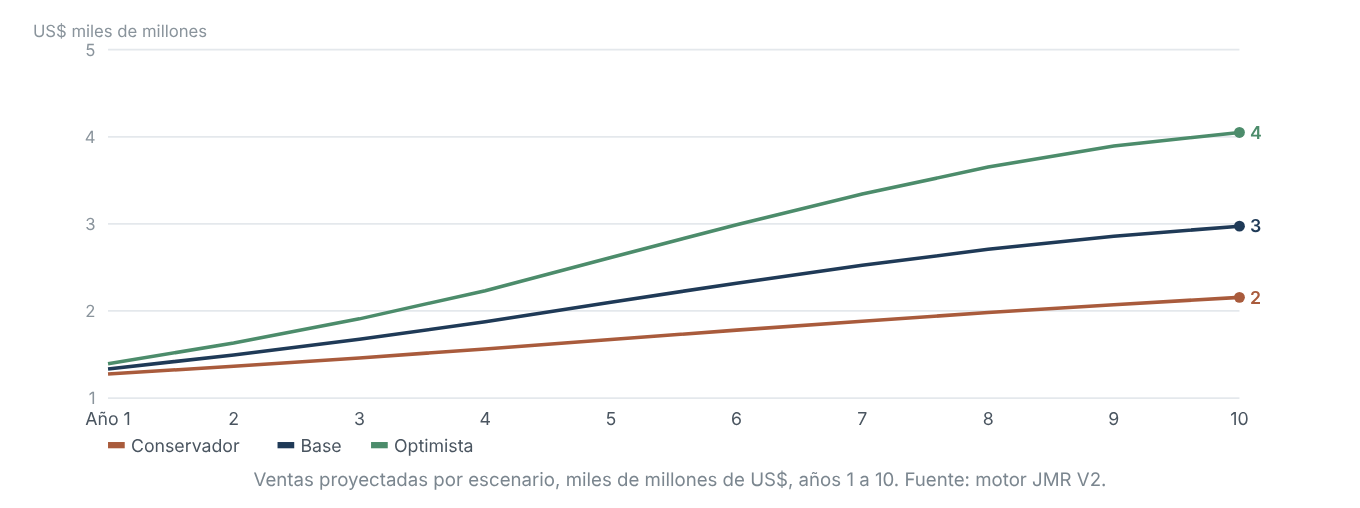 US$ miles de millones
5
4
3
2
1
4
3
2
Año 1 2 3 4 5 6 7 8 9 10
Conservador Base Optimista
Ventas proyectadas por escenario, miles de millones de US$, años 1 a 10. Fuente: motor JMR V2.